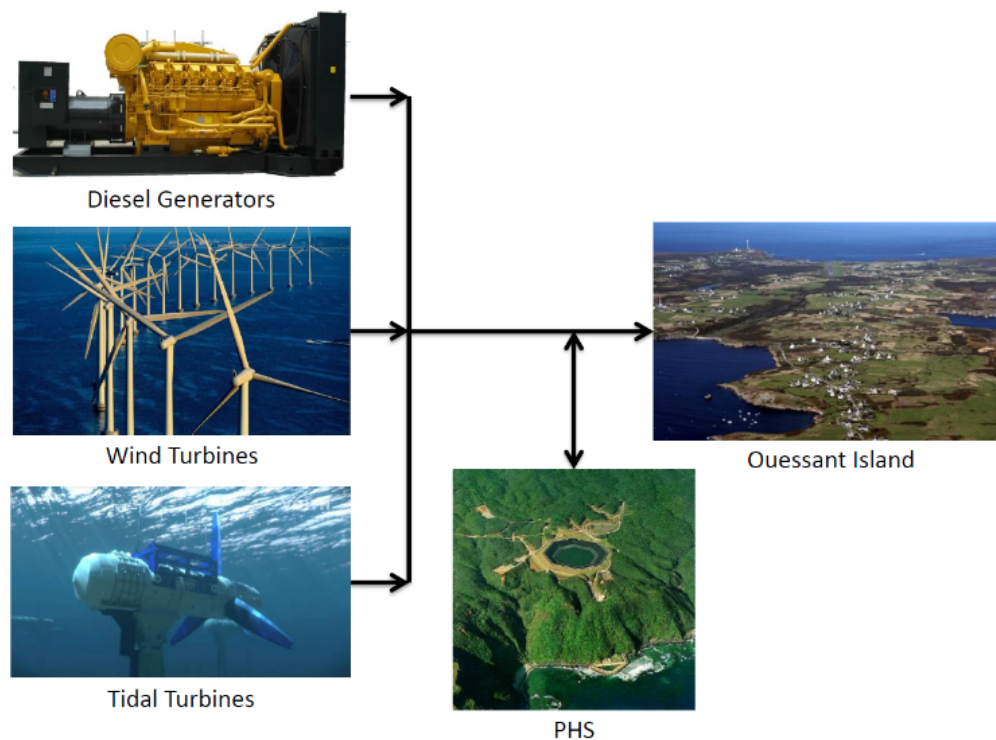 Diesel Generators
Wind Turbines
Ouessant Island
Tidal Turbines
PHS